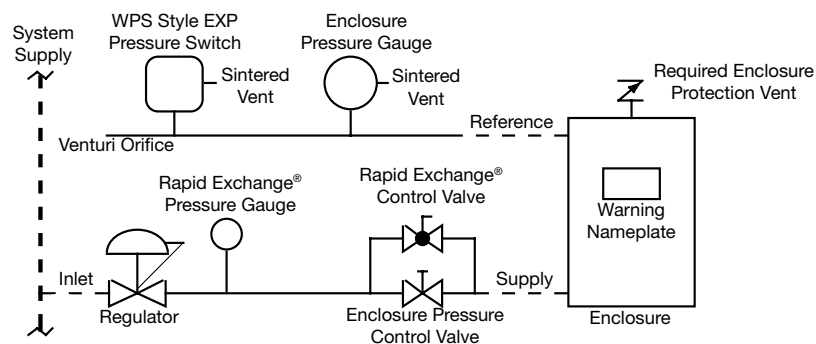 System
Supply
WPS Style EXP
Pressure Switch
Sintered
Vent
Enclosure
Pressure Gauge
Sintered
Vent
Required Enclosure
Protection Vent
Reference
Venturi Orifice
Rapid Exchange®
Pressure Gauge
Rapid Exchange®
Control Valve
Warning
Nameplate
Inlet
Supply
Regulator
Enclosure Pressure
Control Valve
Enclosure